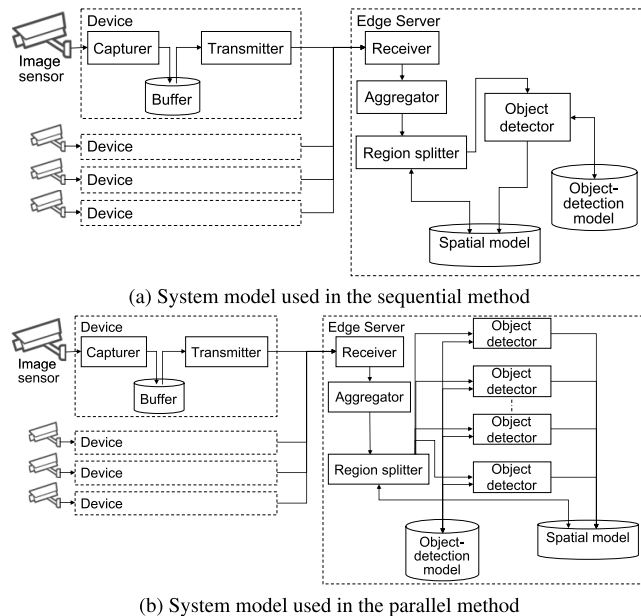 Device
Edge Server
Capturer
Transmitter
Receiver
Image
sensor
Buffer
Aggregator
Object
detector
Device
Region splitter
Device
Object-
detection
model
Device
Spatial model
(a) System model used in the sequential method
Device
Edge Server
Object
detector
Capturer
Transmitter
Receiver
Image
sensor
Buffer
Aggregator
Object
detector
Object
detector
Device
Region splitter
Object
detector
Device
Device
Object-
detection
model
Spatial model
(b) System model used in the parallel method